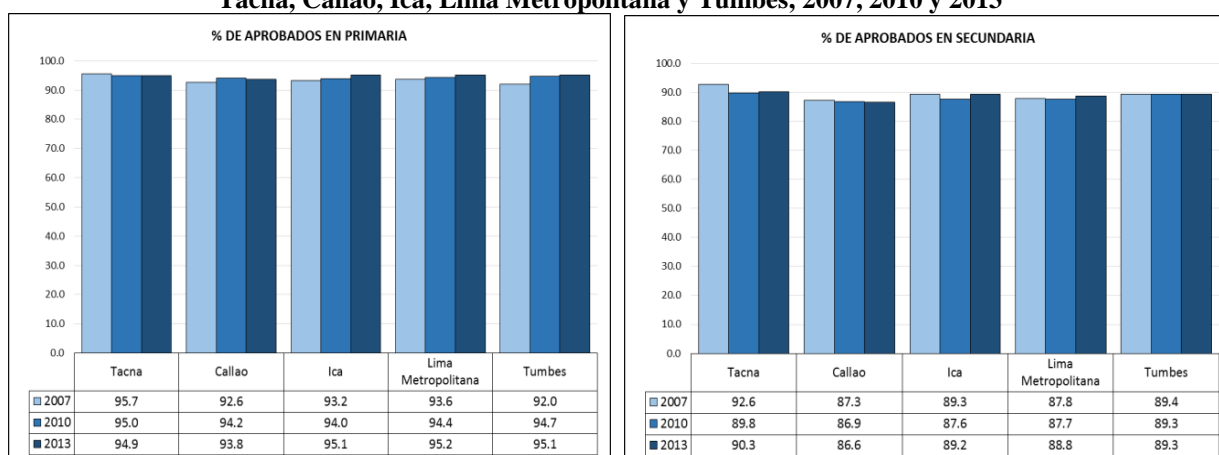 Tacna, Callao, Ica, Lima Metropolitana y Tumbes, 2007, 2010 y 2013
% DE APROBADOS EN PRIMARIA
100.0
90.0
80.0
70.0
60.0
50.0
40.0
30.0
20.0
10.0
0.0
Tacna Callao Ica Lima Metropolitana Tumbes
2007 95.7 92.6 93.2 93.6 92.0
2010 95.0 94.2 94.0 94.4 94.7
2013 94.9 93.8 95.1 95.2 95.1
% DE APROBADOS EN SECUNDARIA
100.0
90.0
80.0
70.0
60.0
50.0
40.0
30.0
20.0
10.0
0.0
Tacna Callao Ica Lima Metropolitana Tumbes
2007 92.6 87.3 89.3 87.8 89.4
2010 89.8 86.9 87.6 87.7 89.3
2013 90.3 86.6 89.2 88.8 89.3